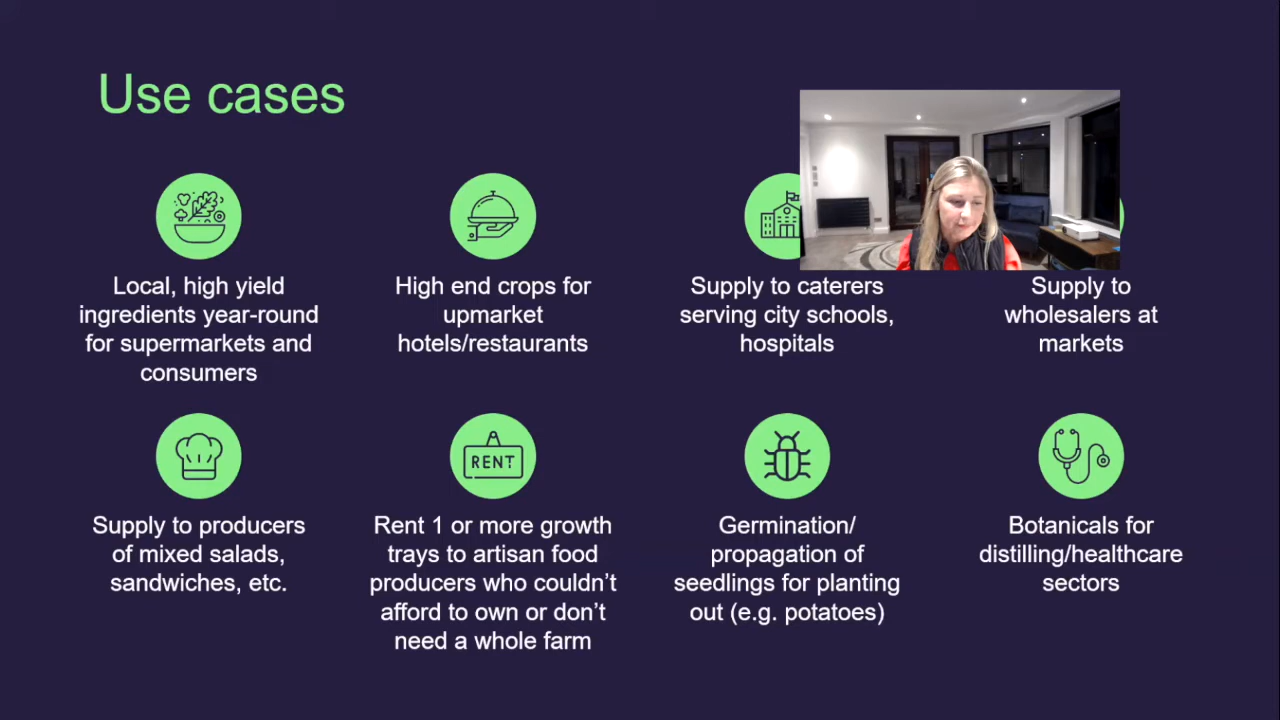 Use cases
Local, high yield
ingredients year-round
for supermarkets and
consumers
High end crops for
upmarket
hotels/restaurants
Supply to caterers
serving city schools,
hospitals
Supply to
wholesalers at
markets
Supply to producers
of mixed salads,
sandwiches, etc.
RENT
Rent 1 or more growth
trays to artisan food
producers who couldn’t
afford to own or don’t
need a whole farm
Germination/
propagation of
seedlings for planting
out (e.g. potatoes)
Botanicals for
distilling/healthcare
sectors